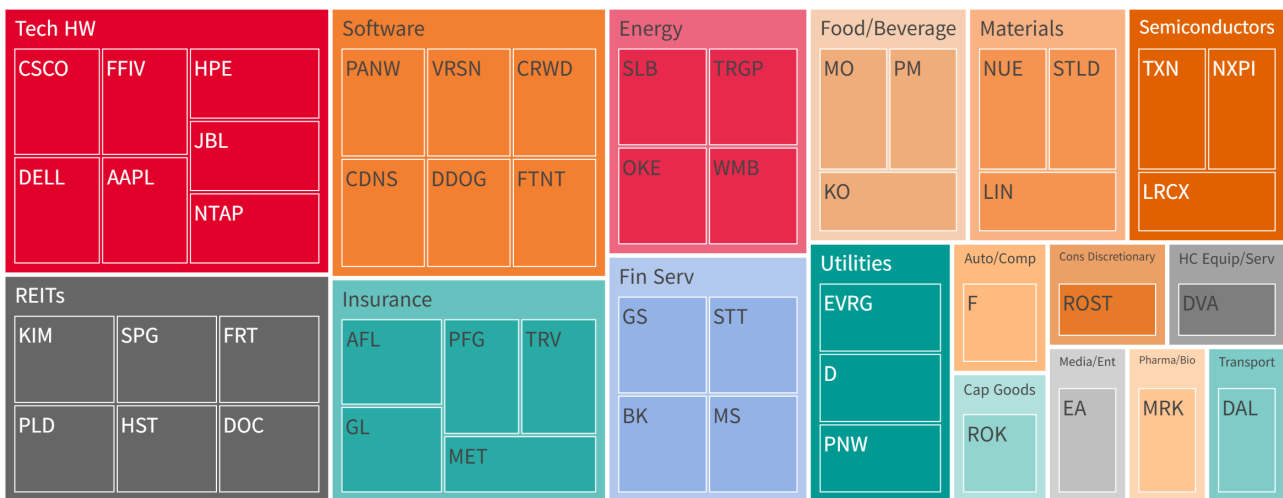 Tech HW
CSCO
FFIV
HPE
JBL
DELL
AAPL
NTAP
Software
PANW
VRSN
CRWD
CDNS
DDOG
FTNT
Energy
SLB
TRGP
OKE
WMB
Food/Beverage
MO
PM
KO
Materials
NUE
STLD
LIN
Semiconductors
TXN
NXPI
LRCX
REITs
KIM
SPG
FRT
PLD
HST
DOC
Insurance
AFL
PFG
TRV
GL
MET
Fin Serv
GS
STT
BK
MS
Utilities
EVRG
D
PNW
Auto/Comp
F
Cons Discretionary
ROST
HC Equip/Serv
DVA
Cap Goods
ROK
Media/Ent
EA
Pharma/Bio
MRK
Transport
DAL